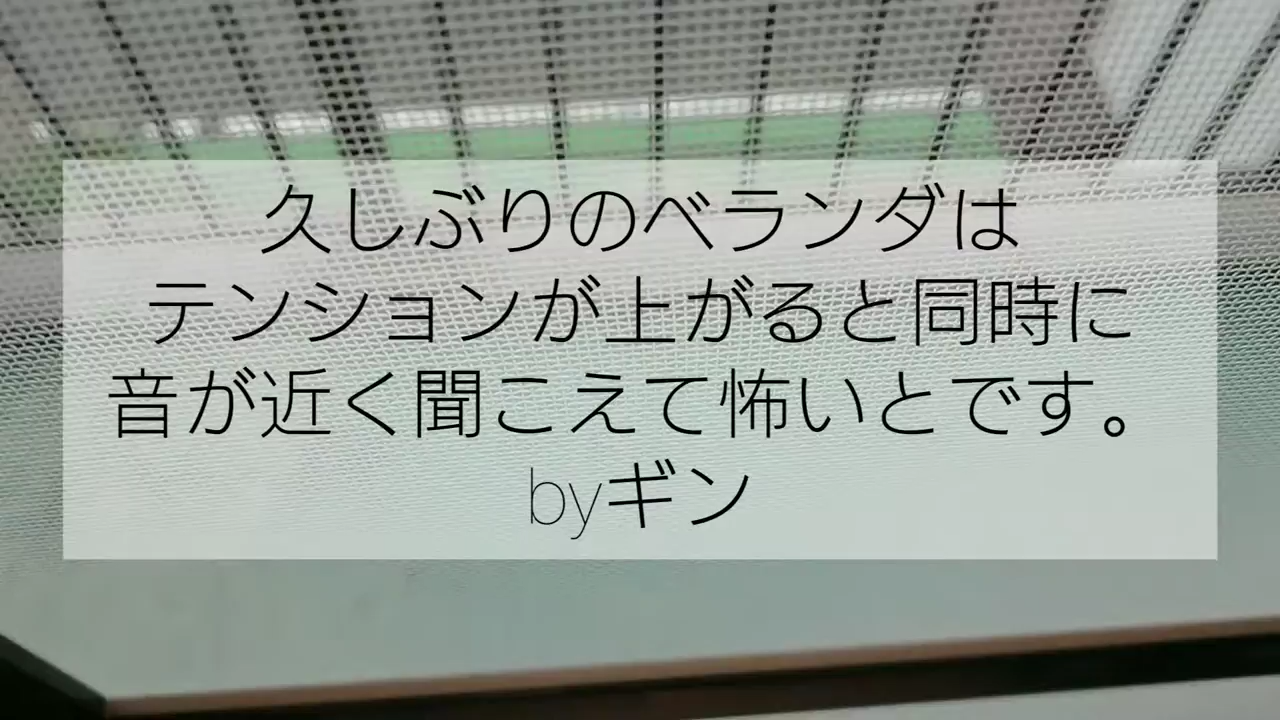 久しぶりのベランダは
テンションが上がると同時に
音が近く聞こえて怖いとです。
byギン